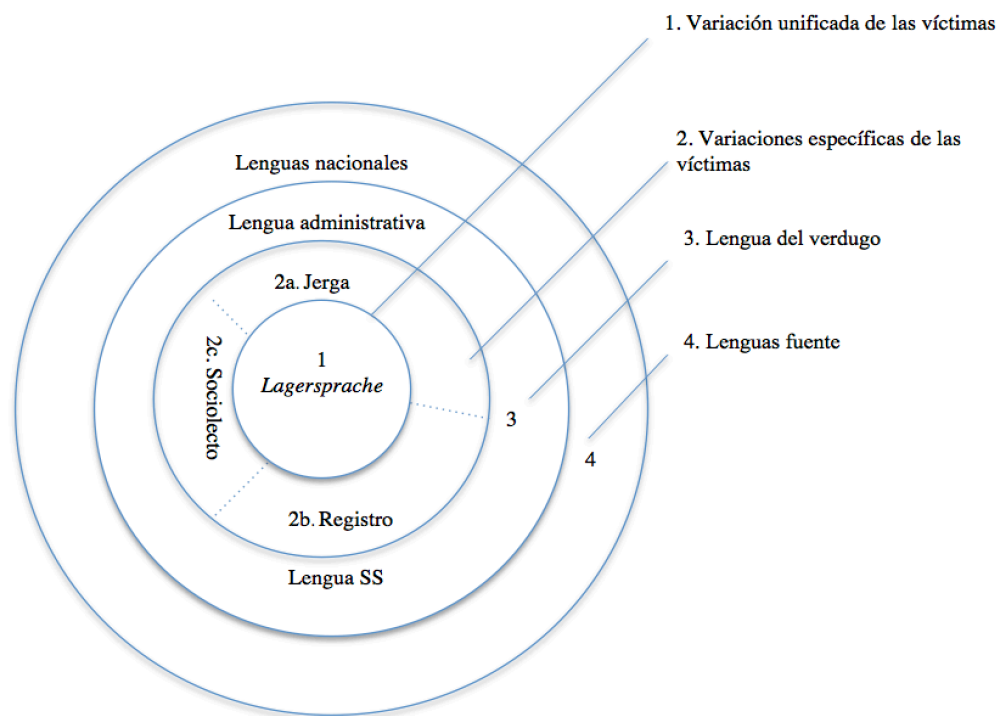 1. Variación unificada de las víctimas
2. Variaciones específicas de las
víctimas
3. Lengua del verdugo
4. Lenguas fuente
Lenguas nacionales
Lengua administrativa
2a. Jerga
2c. Sociolecto
1
Lagersprache
3
4
2b. Registro
Lengua SS